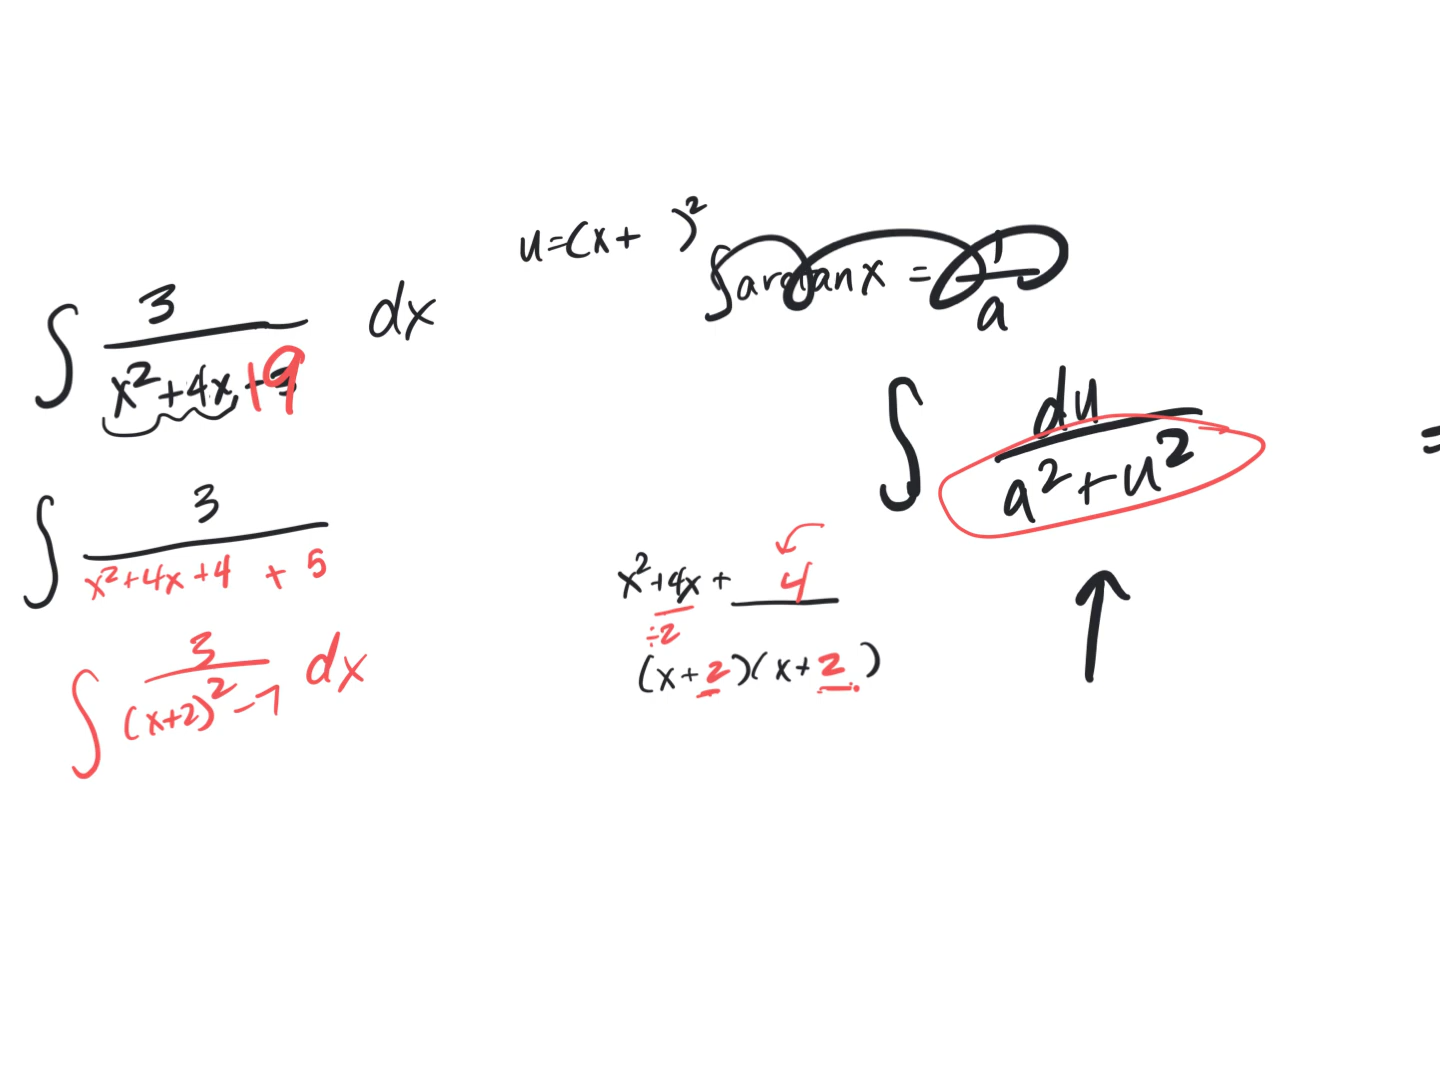 u=(x+ )²
∫arctanx = 1/a
∫ 3/(x²+4x+9) dx
∫ du/(a²+u²) =
∫ 3/(x²+4x+4 + 5)
x²+4x+ 4
÷2
(x+2)(x+2)
∫ 3/((x+2)²-7) dx